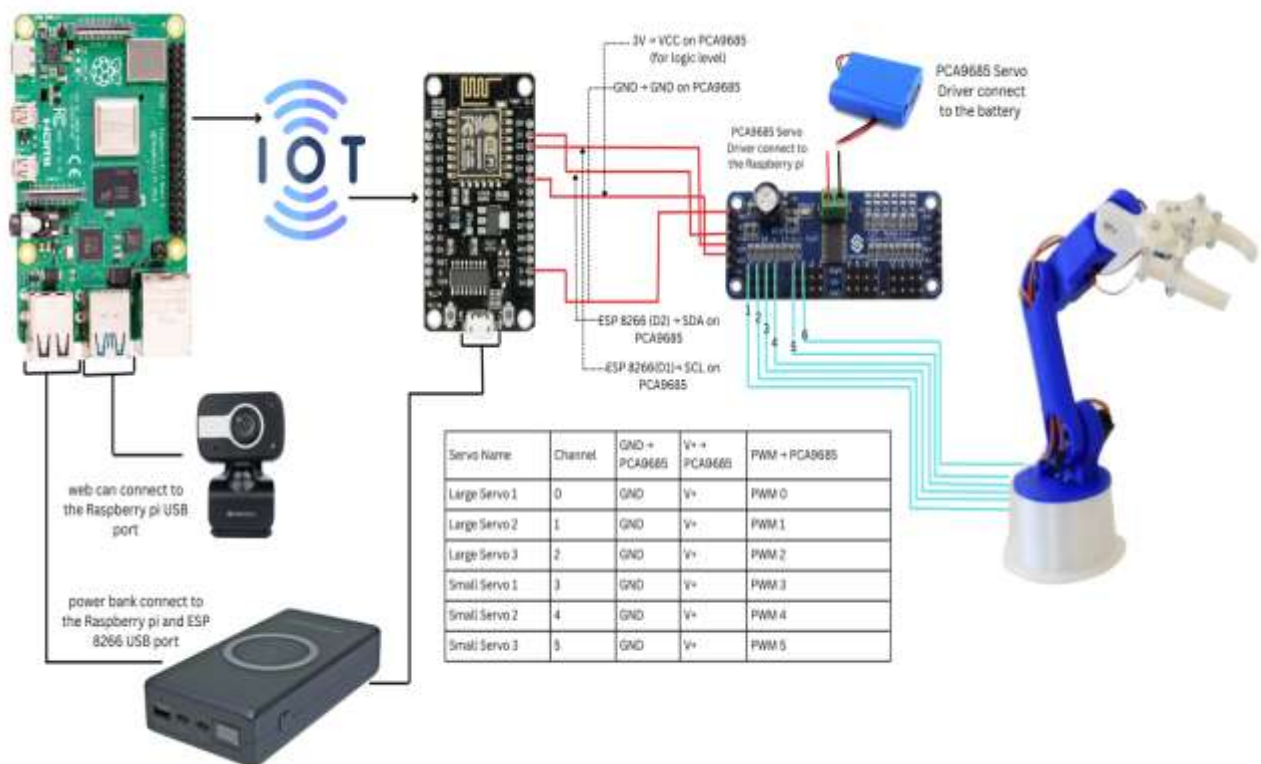 3V → VCC on PCA9685
(for logic level)
GND → GND on PCA9685
PCA9685 Servo
Driver connect
to the battery
PCA9685 Servo
Driver connect to
the Raspberry pi
HDMI
IOT
ESP 8266 (D2) → SDA on
PCA9685
ESP 8266(D1)→ SCL on
PCA9685
1
2
3
4
5
6
web can connect to
the Raspberry pi USB
port
power bank connect to
the Raspberry pi and ESP
8266 USB port
Servo Name Channel GND → PCA9685 V+ → PCA9685 PWM → PCA9685
Large Servo 1 0 GND V+ PWM 0
Large Servo 2 1 GND V+ PWM 1
Large Servo 3 2 GND V+ PWM 2
Small Servo 1 3 GND V+ PWM 3
Small Servo 2 4 GND V+ PWM 4
Small Servo 3 5 GND V+ PWM 5